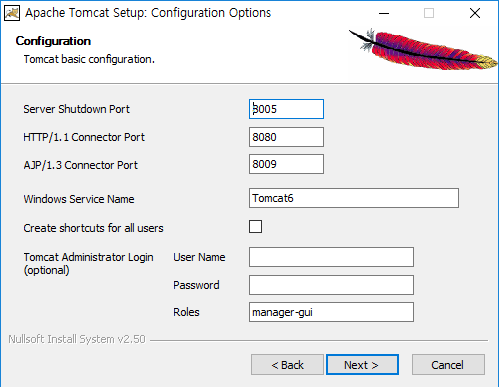 Apache Tomcat Setup: Configuration Options
Configuration
Tomcat basic configuration.
Server Shutdown Port 8005
HTTP/1.1 Connector Port 8080
AJP/1.3 Connector Port 8009
Windows Service Name Tomcat6
Create shortcuts for all users
Tomcat Administrator Login User Name
(optional)
Password
Roles manager-gui
Nullsoft Install System v2.50
< Back Next > Cancel